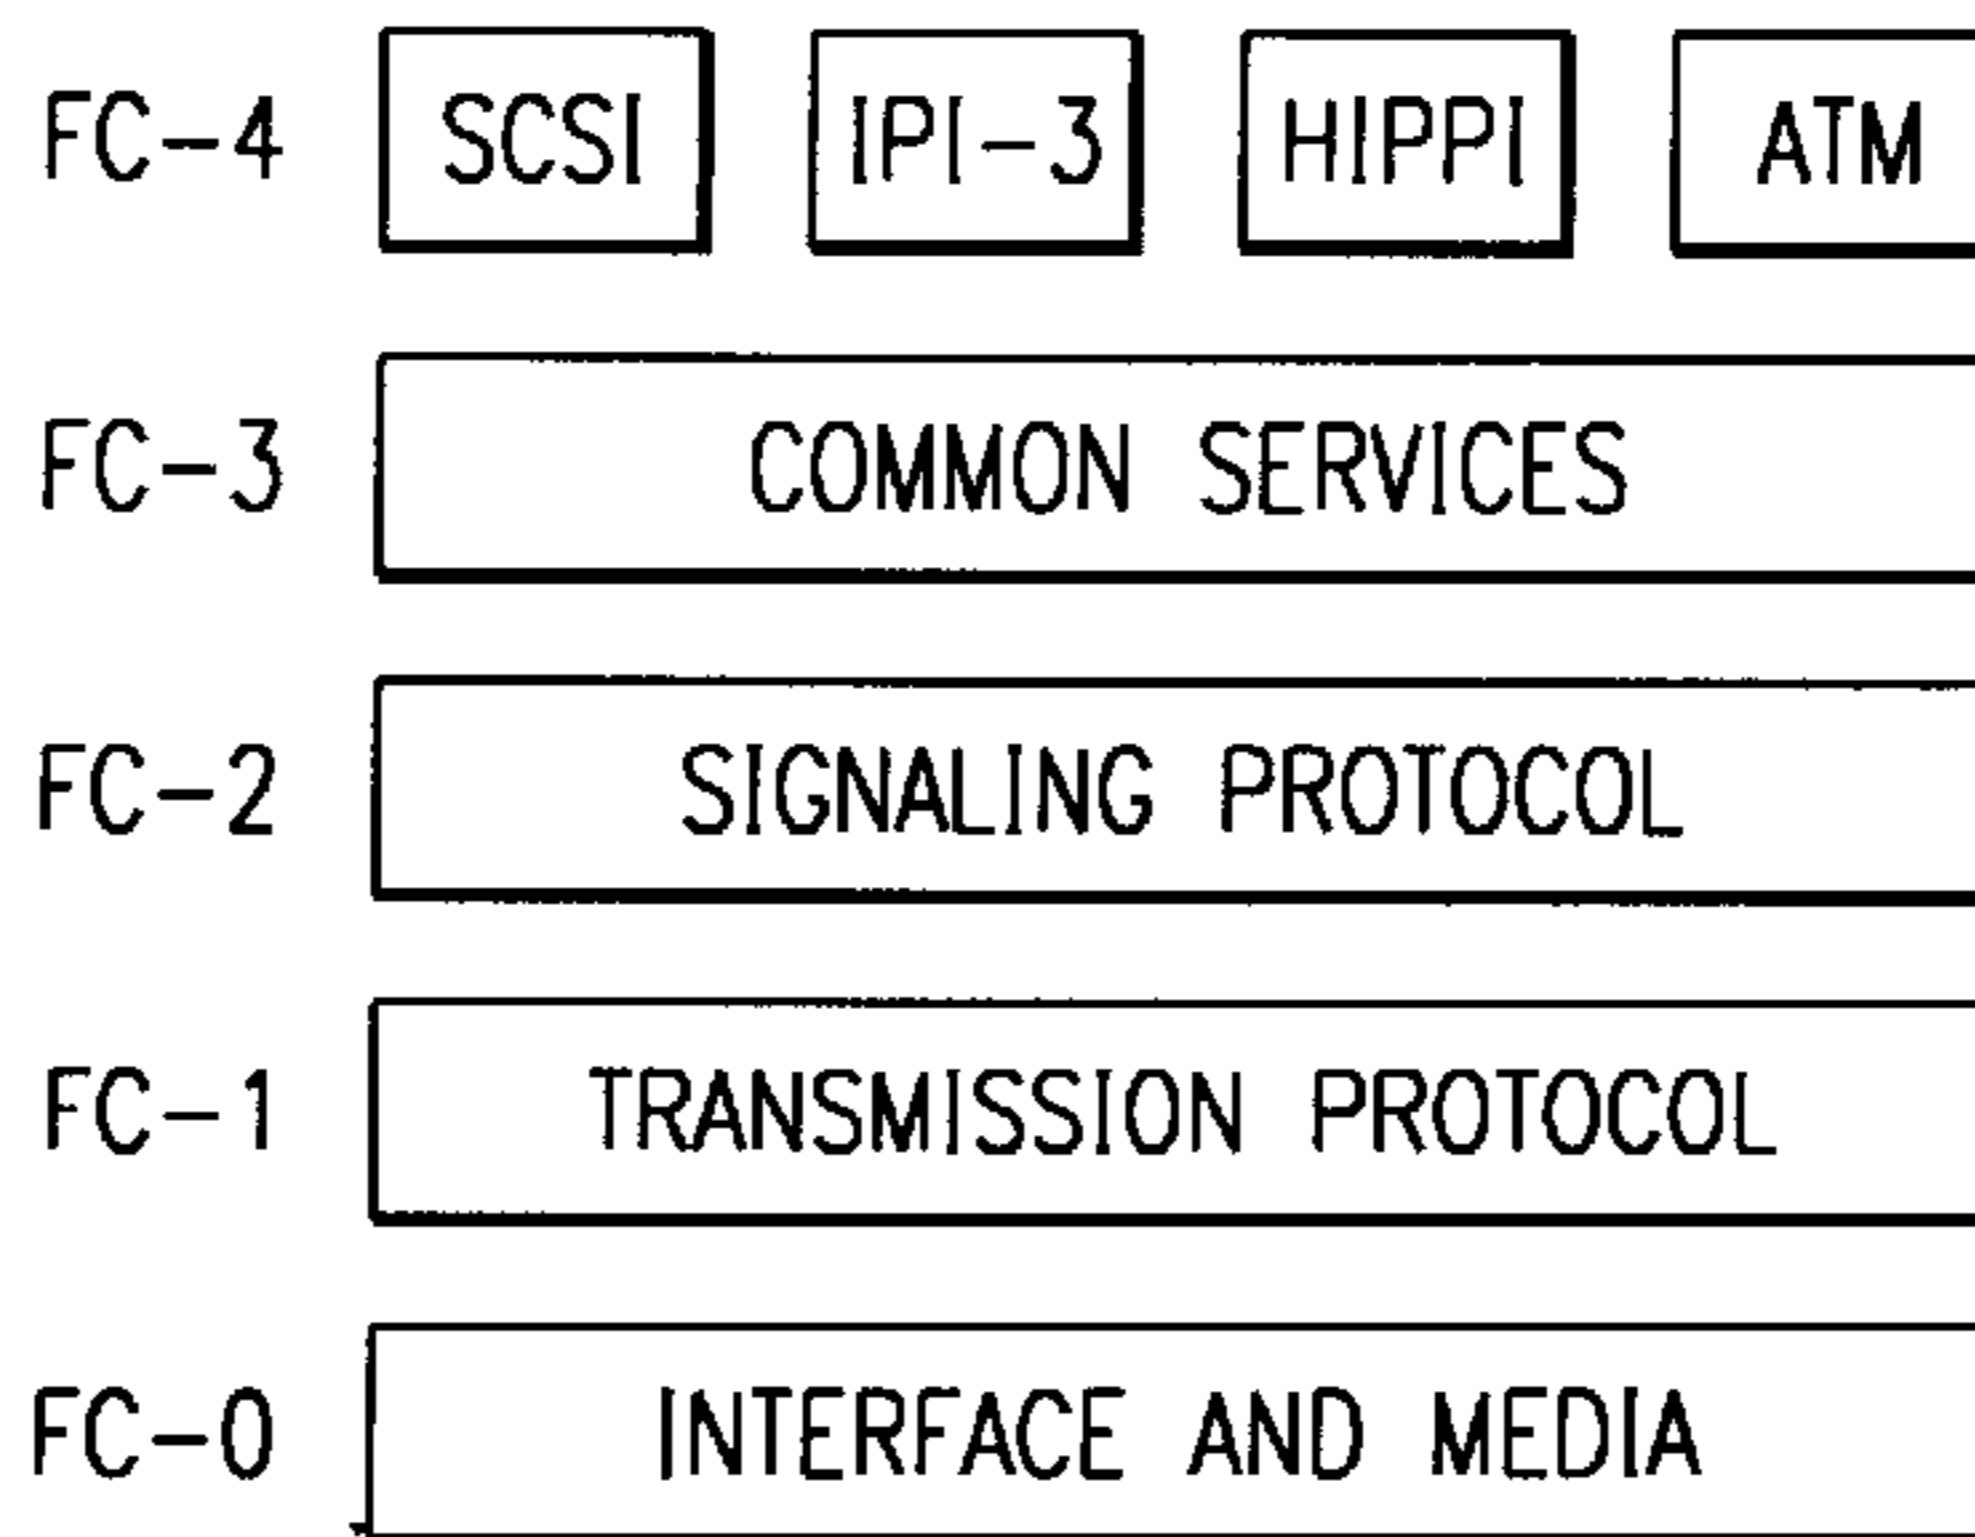 FC-4 SCSI IPI-3 HIPPI ATM
FC-3 COMMON SERVICES
FC-2 SIGNALING PROTOCOL
FC-1 TRANSMISSION PROTOCOL
FC-0 INTERFACE AND MEDIA